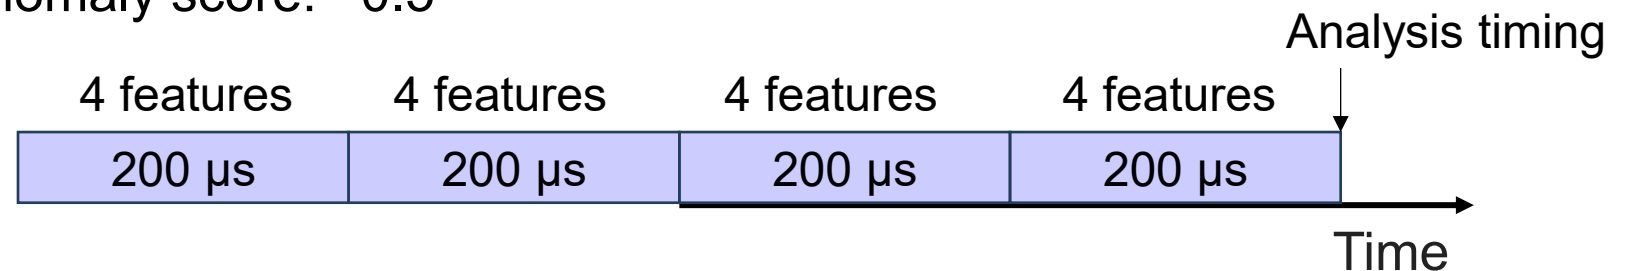 Analysis timing
4 features 4 features 4 features 4 features
200 µs 200 µs 200 µs 200 µs
Time